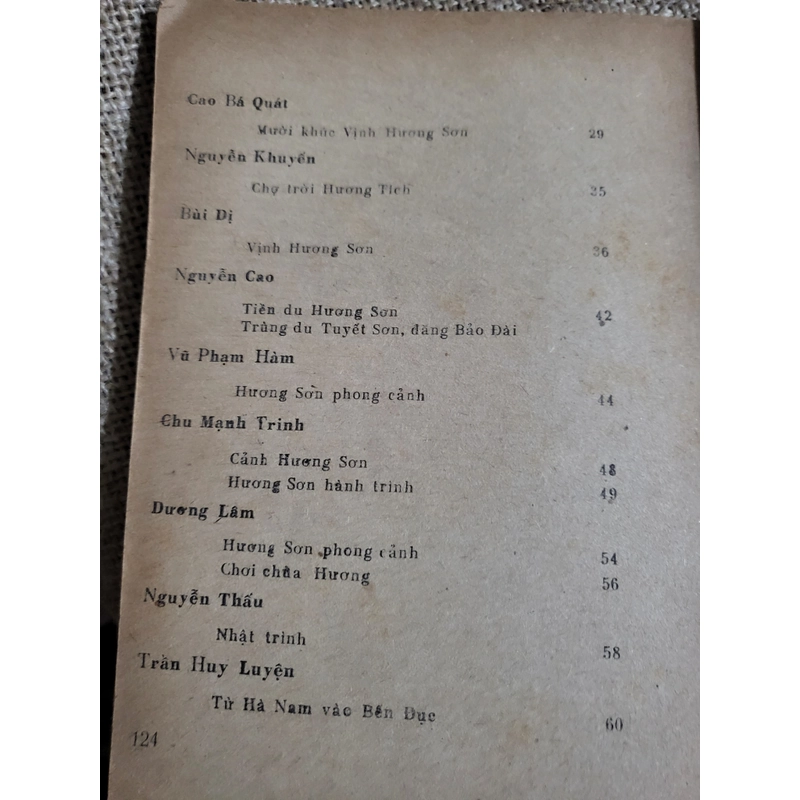 Cao Bá Quát
Mười khúc Vịnh Hương Sơn 29
Nguyễn Khuyến
Chợ trời Hương Tích 35
Bùi Dị
Vịnh Hương Sơn 36
Nguyễn Cao
Tiền du Hương Sơn 42
Trùng du Tuyết Sơn, đăng Bảo Đài
Vũ Phạm Hàm
Hương Sơn phong cảnh 44
Chu Mạnh Trinh
Cảnh Hương Sơn 48
Hương Sơn hành trình 49
Dương Lâm
Hương Sơn phong cảnh 54
Chơi chùa Hương 56
Nguyễn Thấu
Nhật trình 58
Trần Huy Luyện
Từ Hà Nam vào Bến Đục 60
124